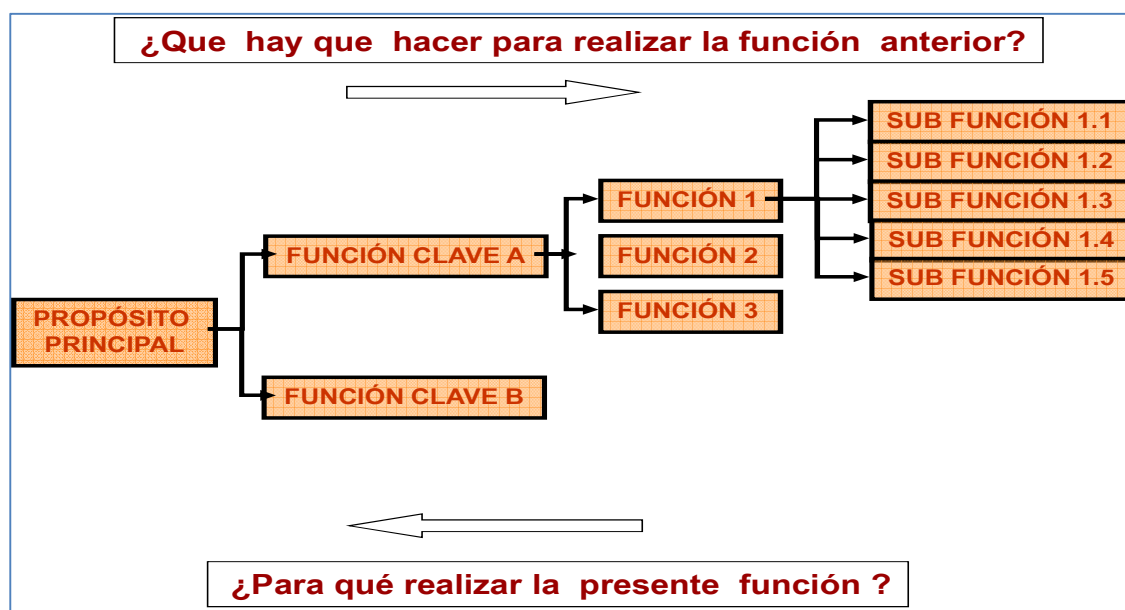 ¿Que hay que hacer para realizar la función anterior?
SUB FUNCIÓN 1.1
SUB FUNCIÓN 1.2
FUNCIÓN 1
SUB FUNCIÓN 1.3
FUNCIÓN CLAVE A
FUNCIÓN 2
SUB FUNCIÓN 1.4
SUB FUNCIÓN 1.5
FUNCIÓN 3
PROPÓSITO
PRINCIPAL
FUNCIÓN CLAVE B
¿Para qué realizar la presente función ?